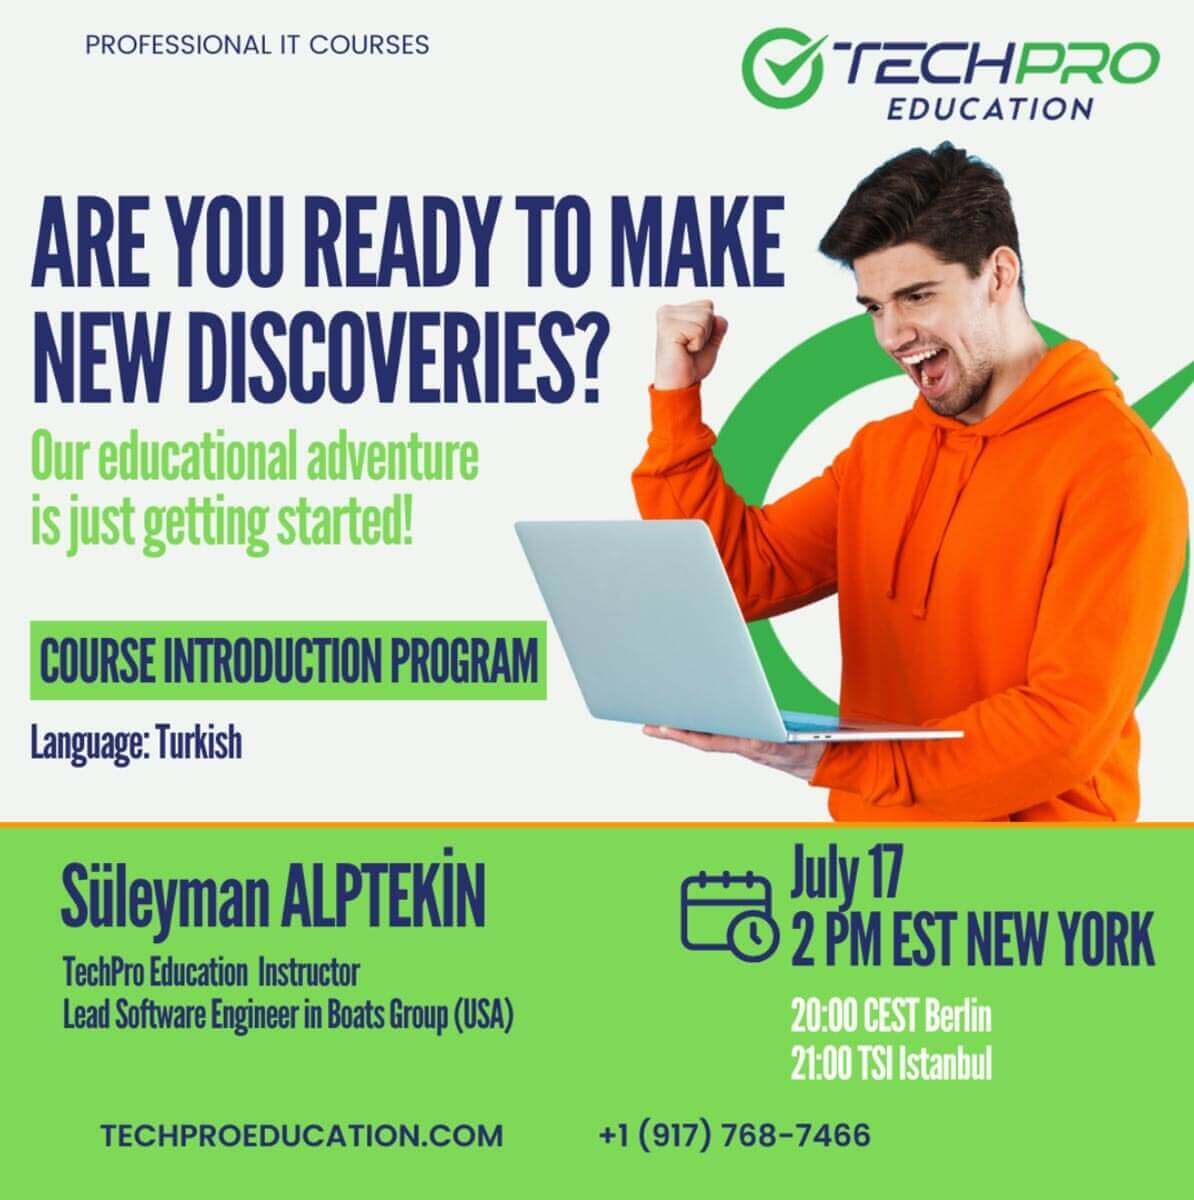 PROFESSIONAL IT COURSES
TECHPRO
EDUCATION
ARE YOU READY TO MAKE
NEW DISCOVERIES?
Our educational adventure
is just getting started!
COURSE INTRODUCTION PROGRAM
Language: Turkish
Süleyman ALPTEKİN
TechPro Education Instructor
Lead Software Engineer in Boats Group (USA)
July 17
2 PM EST NEW YORK
20:00 CEST Berlin
21:00 TSI Istanbul
TECHPROEDUCATION.COM
+1 (917) 768-7466